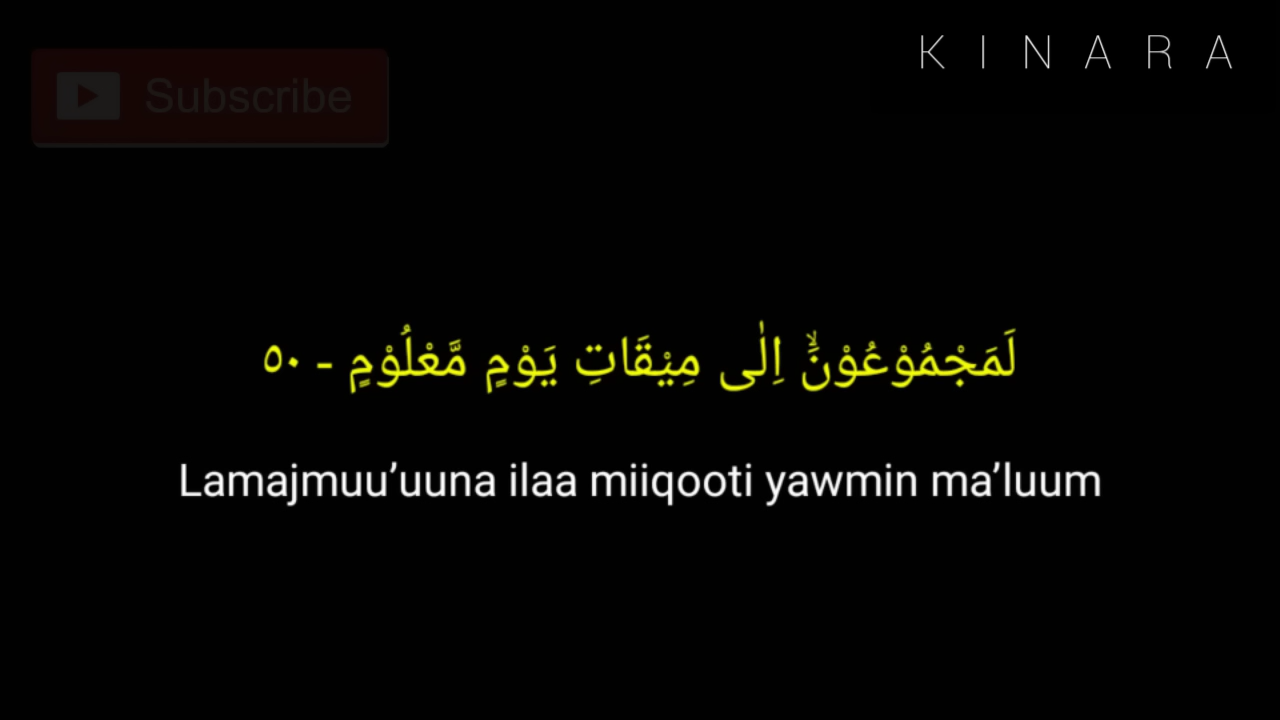 K I N A R A
Subscribe
لَمَجْمُوْعُوْنَۙ اِلٰى مِيْقَاتِ يَوْمٍ مَّعْلُوْمٍ - ٥٠
Lamajmuu’uuna ilaa miiqooti yawmin ma’luum